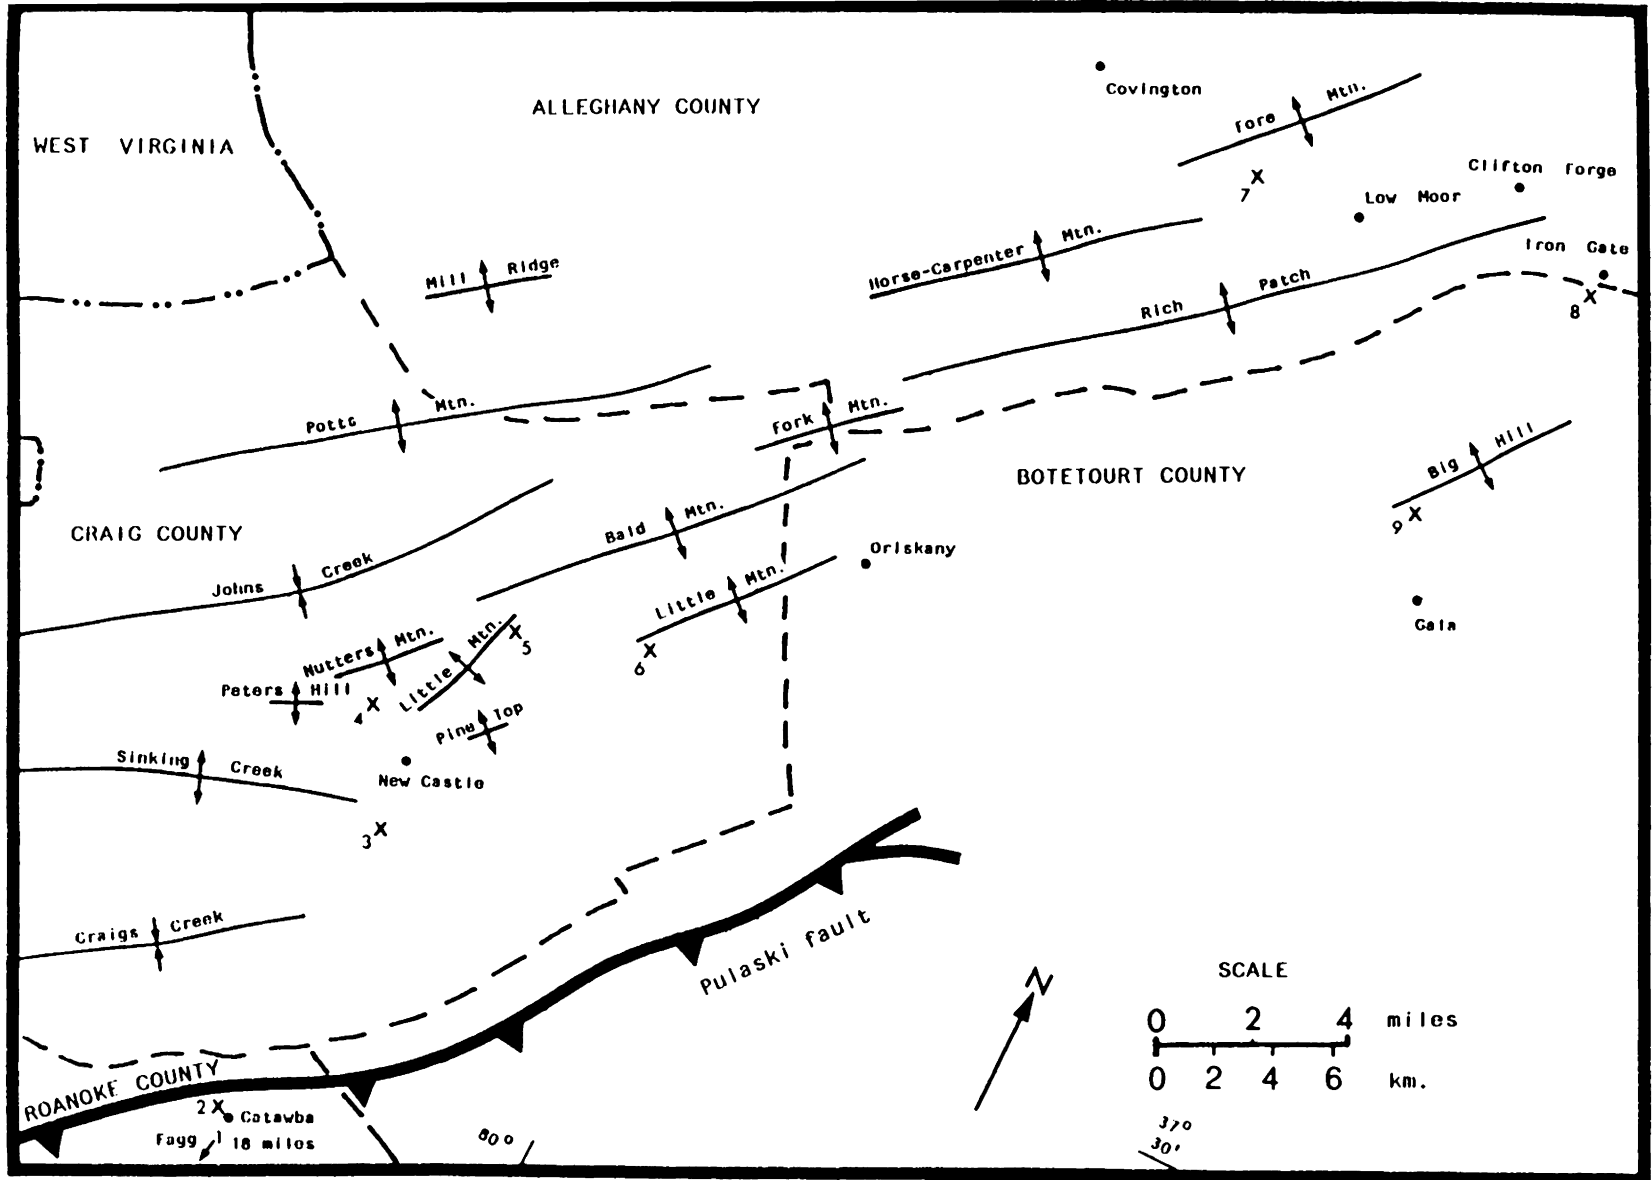 Covington
ALLEGHANY COUNTY
Fore Mtn.
WEST VIRGINIA
Clifton Forge
7
Low Moor
Horse-Carpenter Mtn.
Iron Gate
Mill Ridge
Rich Patch
8
Potts Mtn.
Fork Mtn.
BOTETOURT COUNTY
Big Hill
9
CRAIG COUNTY
Bald Mtn.
Oriskany
Johns Creek
Little Mtn.
Gala
Nutters Mtn.
5
6
Peters Hill
Little Mtn.
4
Pine Top
Sinking Creek
New Castle
3
Craigs Creek
Pulaski fault
N
SCALE
0 2 4 miles
0 2 4 6 km.
ROANOKE COUNTY
2
Catawba
Fagg 1 18 miles
80°
37°
30'